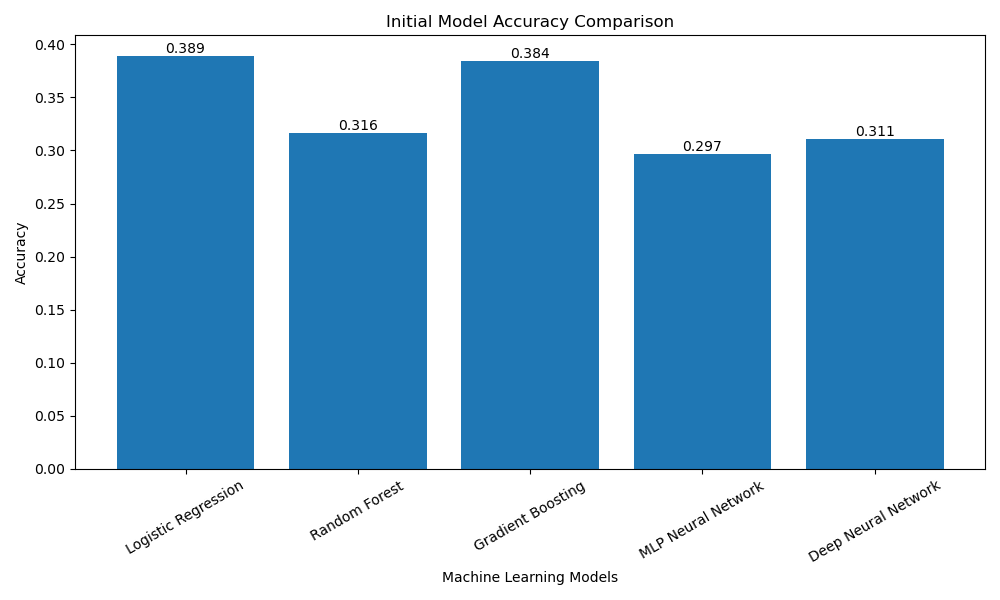 Initial Model Accuracy Comparison
0.40
0.35
0.30
0.25
0.20
0.15
0.10
0.05
0.00
Accuracy
0.389
0.316
0.384
0.297
0.311
Logistic Regression
Random Forest
Gradient Boosting
MLP Neural Network
Deep Neural Network
Machine Learning Models